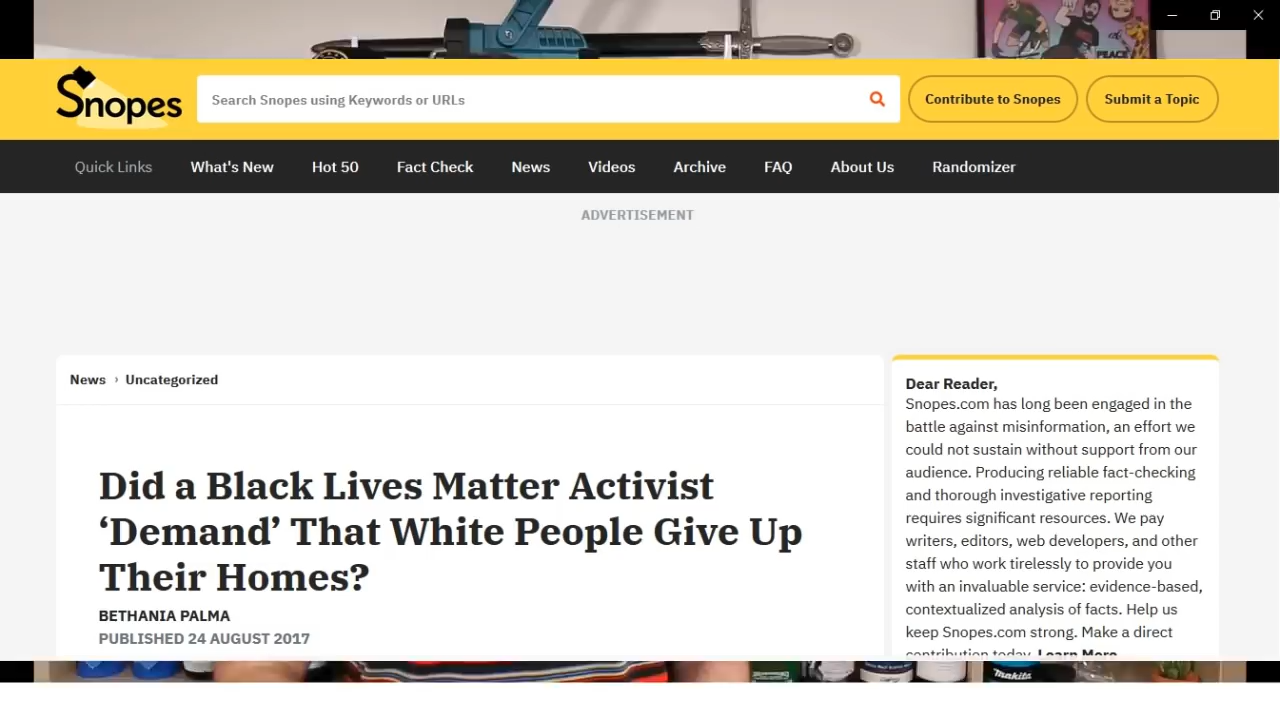 PEACE
Snopes
Search Snopes using Keywords or URLs
Contribute to Snopes
Submit a Topic
Quick Links
What's New
Hot 50
Fact Check
News
Videos
Archive
FAQ
About Us
Randomizer
ADVERTISEMENT
News › Uncategorized
Did a Black Lives Matter Activist
‘Demand’ That White People Give Up
Their Homes?
BETHANIA PALMA
PUBLISHED 24 AUGUST 2017
Dear Reader,
Snopes.com has long been engaged in the
battle against misinformation, an effort we
could not sustain without support from our
audience. Producing reliable fact-checking
and thorough investigative reporting
requires significant resources. We pay
writers, editors, web developers, and other
staff who work tirelessly to provide you
with an invaluable service: evidence-based,
contextualized analysis of facts. Help us
keep Snopes.com strong. Make a direct
contribution today. Learn More
makita